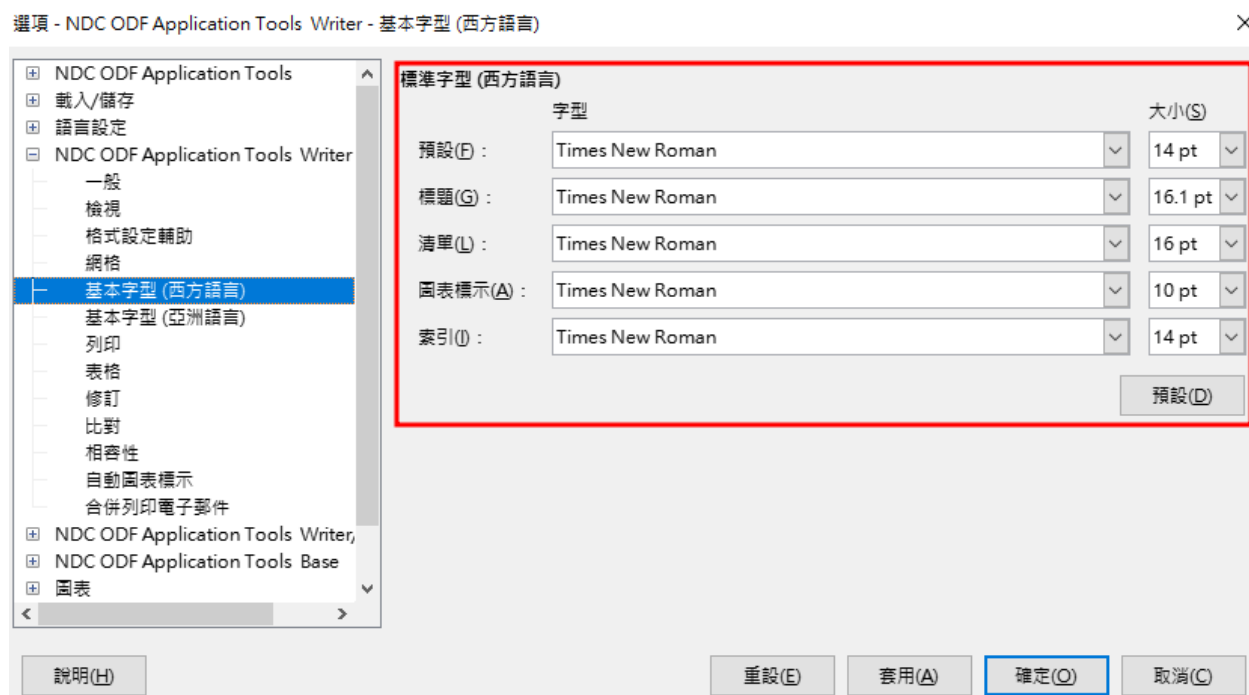 選項 - NDC ODF Application Tools Writer - 基本字型 (西方語言)
NDC ODF Application Tools
載入/儲存
語言設定
NDC ODF Application Tools Writer
一般
檢視
格式設定輔助
網格
基本字型 (西方語言)
基本字型 (亞洲語言)
列印
表格
修訂
比對
相容性
自動圖表標示
合併列印電子郵件
NDC ODF Application Tools Writer/
NDC ODF Application Tools Base
圖表
標準字型 (西方語言)
字型 大小(S)
預設(F) : Times New Roman 14 pt
標題(G) : Times New Roman 16.1 pt
清單(L) : Times New Roman 16 pt
圖表標示(A) : Times New Roman 10 pt
索引(I) : Times New Roman 14 pt
預設(D)
說明(H) 重設(E) 套用(A) 確定(O) 取消(C)